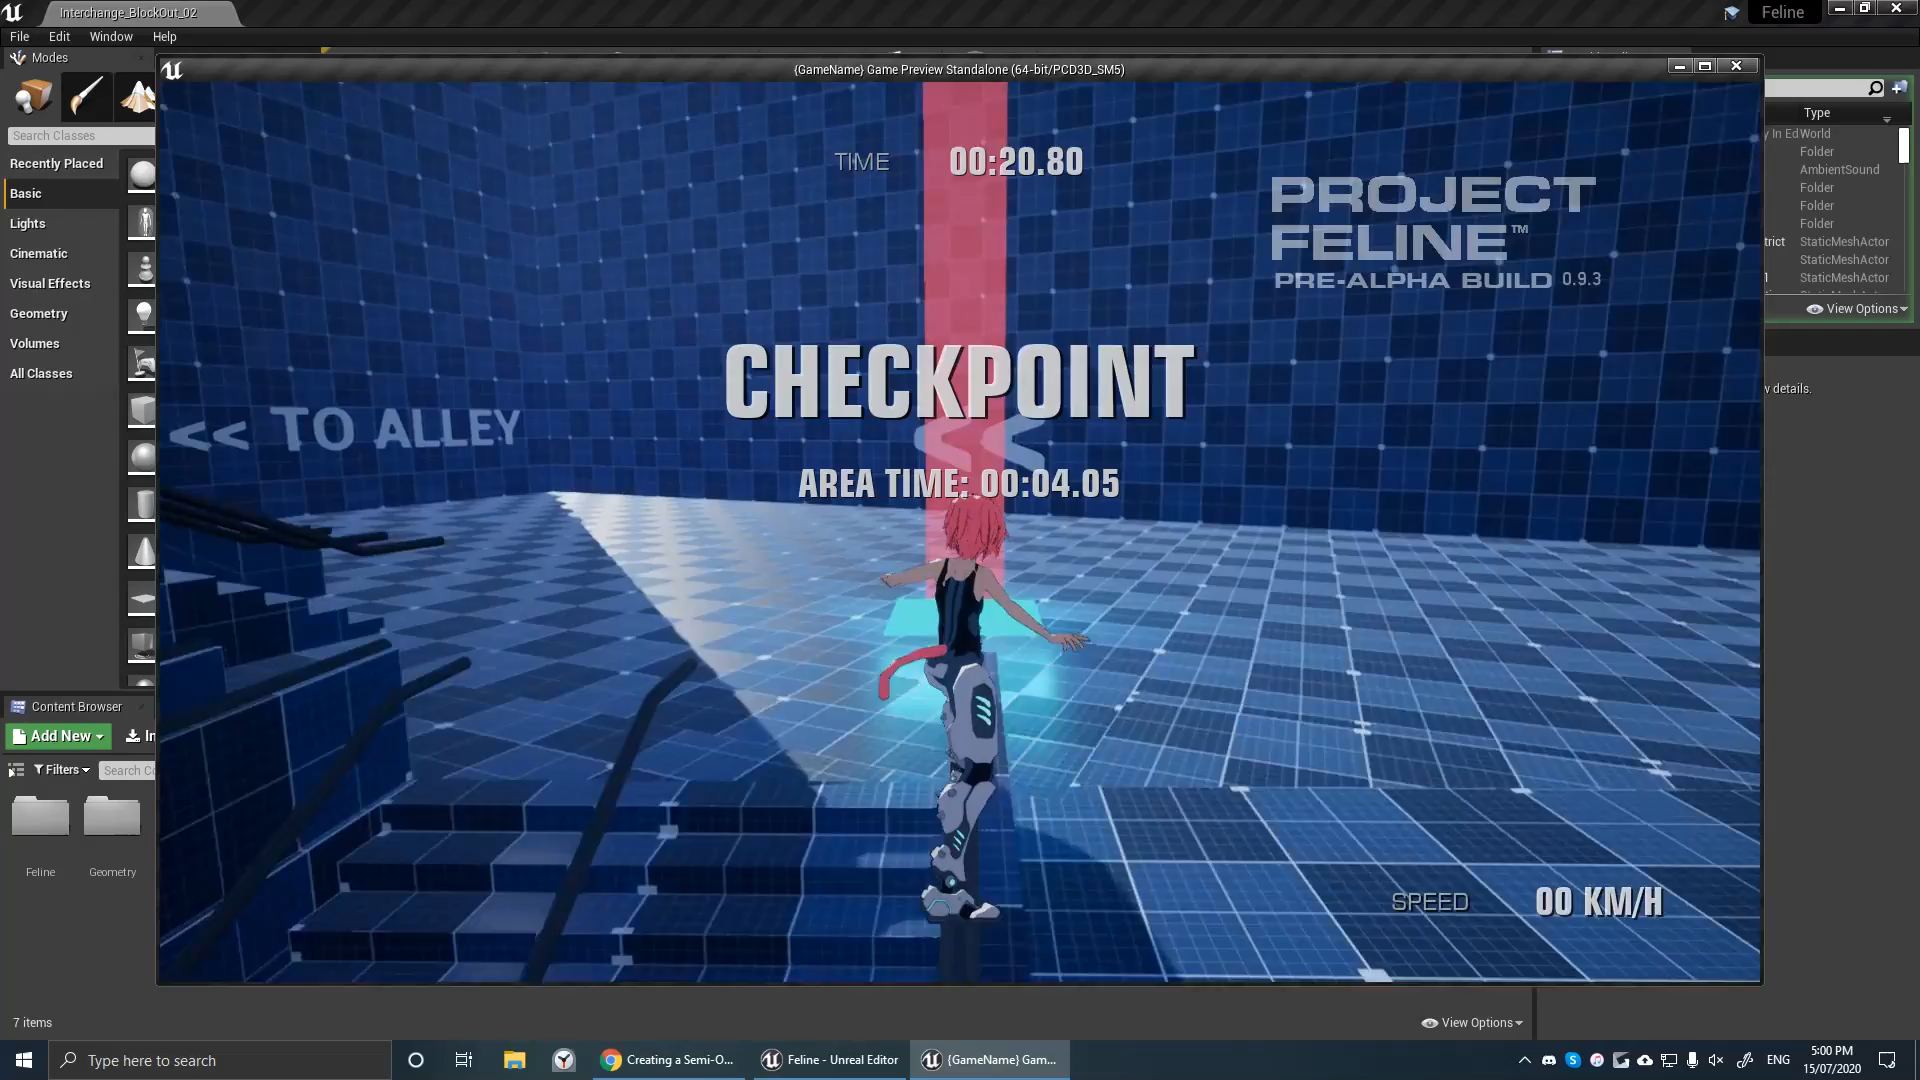 Interchange_BlockOut_02
Feline
File Edit Window Help
Modes
{GameName} Game Preview Standalone (64-bit/PCD3D_SM5)
Search Classes
Recently Placed
Basic
Lights
Cinematic
Visual Effects
Geometry
Volumes
All Classes
Type
World
Folder
AmbientSound
Folder
Folder
Folder
StaticMeshActor
StaticMeshActor
StaticMeshActor
View Options
details.
TIME 00:20.80
PROJECT
FELINE™
PRE-ALPHA BUILD 0.9.3
CHECKPOINT
<< TO ALLEY
<<
AREA TIME: 00:04.05
SPEED 00 KM/H
Content Browser
Add New
Filters
Search Co
Feline
Geometry
7 items
View Options
Type here to search
Creating a Semi-O...
Feline - Unreal Editor
{GameName} Gam...
ENG
5:00 PM
15/07/2020